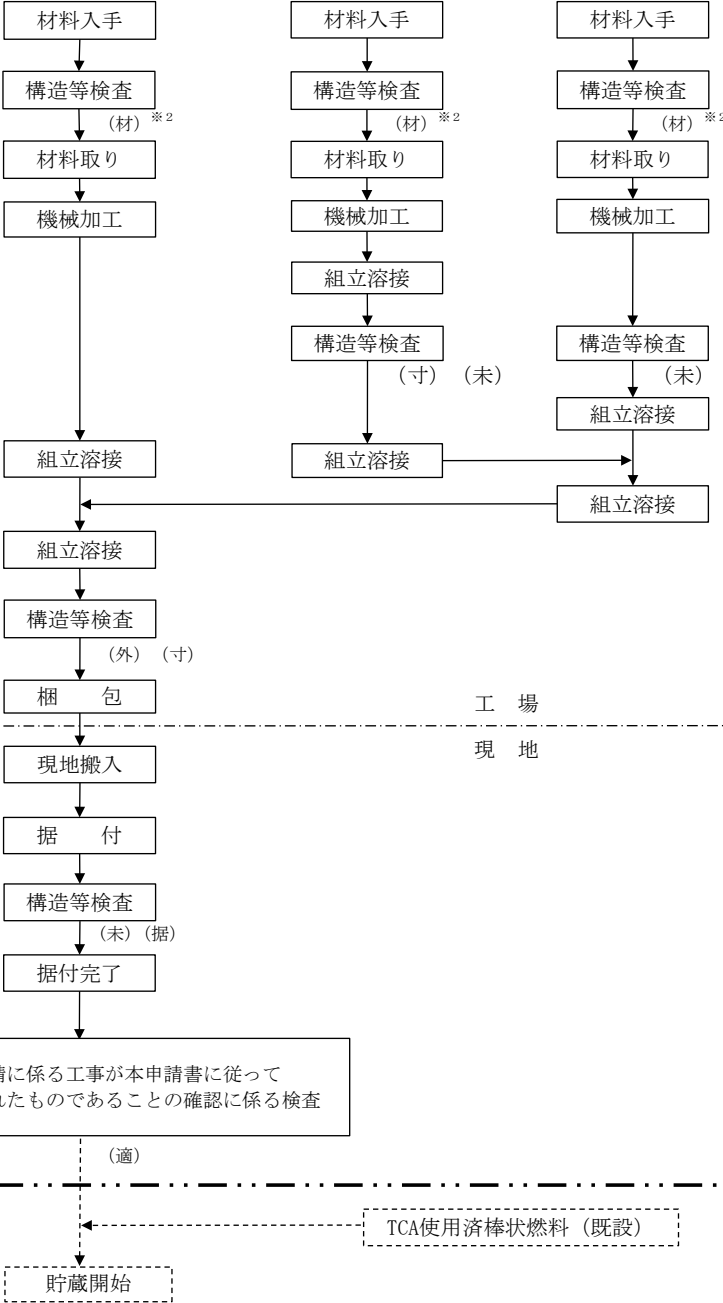 材料入手 材料入手 材料入手
構造等検査 構造等検査 構造等検査
（材）※2 （材）※2 （材）※2
材料取り 材料取り 材料取り
機械加工 機械加工 機械加工
組立溶接
構造等検査 構造等検査
（寸）（未） （未）
組立溶接
組立溶接 組立溶接
組立溶接
組立溶接
構造等検査
（外）（寸）
梱　包
工　場
現　地
現地搬入
据　付
構造等検査
（未）（据）
据付完了
に係る工事が本申請書に従って
れたものであることの確認に係る検査
（適）
TCA使用済棒状燃料（既設）
貯蔵開始